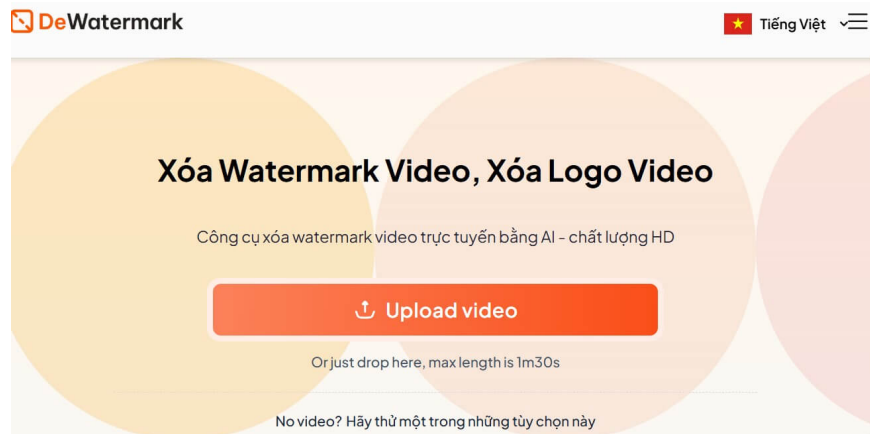 DeWatermark
Tiếng Việt
Xóa Watermark Video, Xóa Logo Video
Công cụ xóa watermark video trực tuyến bằng AI - chất lượng HD
Upload video
Or just drop here, max length is 1m30s
No video? Hãy thử một trong những tùy chọn này